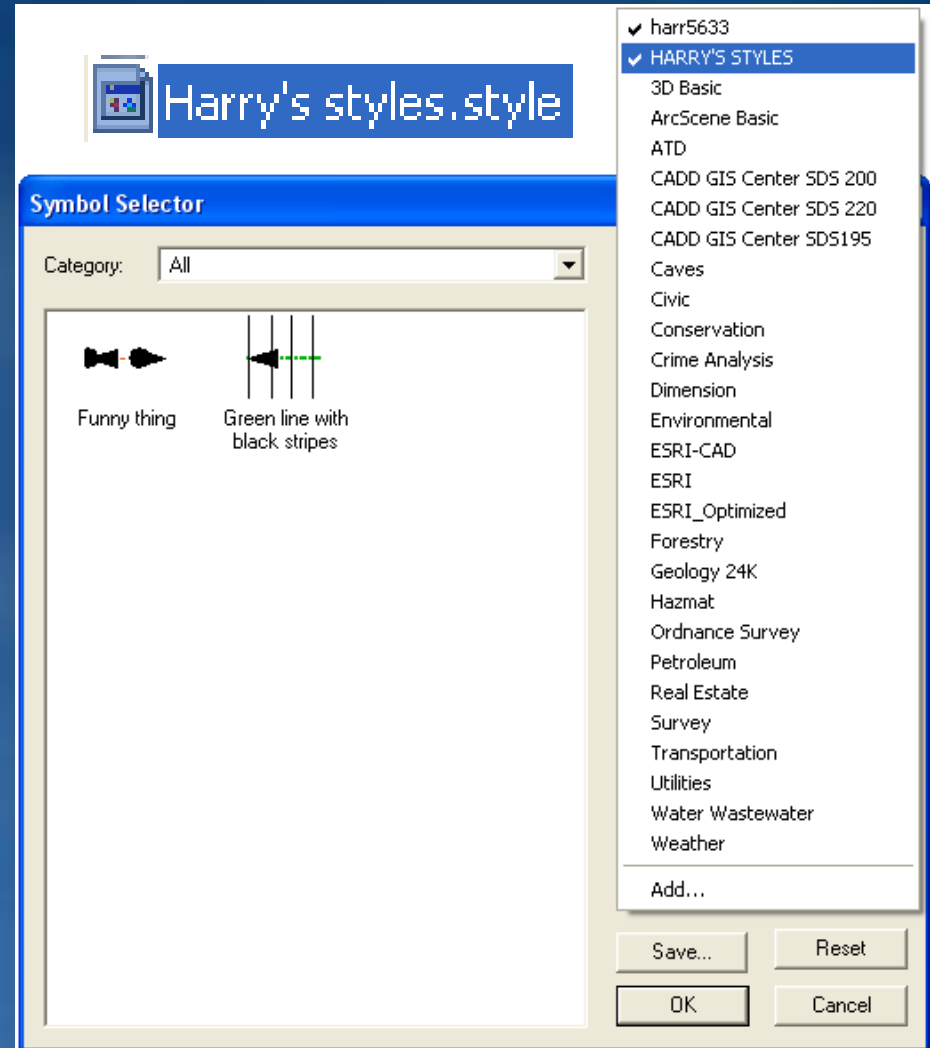 Harry's styles.style
Symbol Selector
Category:
All
Funny thing
Green line with
black stripes
harr5633
HARRY'S STYLES
3D Basic
ArcScene Basic
ATD
CADD GIS Center SDS 200
CADD GIS Center SDS 220
CADD GIS Center SDS195
Caves
Civic
Conservation
Crime Analysis
Dimension
Environmental
ESRI-CAD
ESRI
ESRI_Optimized
Forestry
Geology 24K
Hazmat
Ordnance Survey
Petroleum
Real Estate
Survey
Transportation
Utilities
Water Wastewater
Weather
Add...
Save...
Reset
OK
Cancel